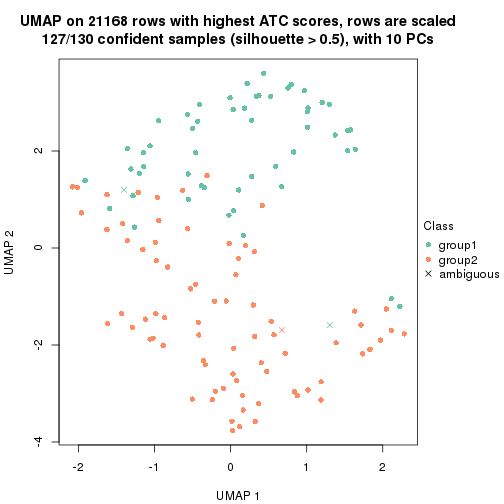 UMAP on 21168 rows with highest ATC scores, rows are scaled
127/130 confident samples (silhouette > 0.5), with 10 PCs
UMAP 2
2
0
-2
-4
-2
-1
0
1
2
UMAP 1
Class
group1
group2
ambiguous